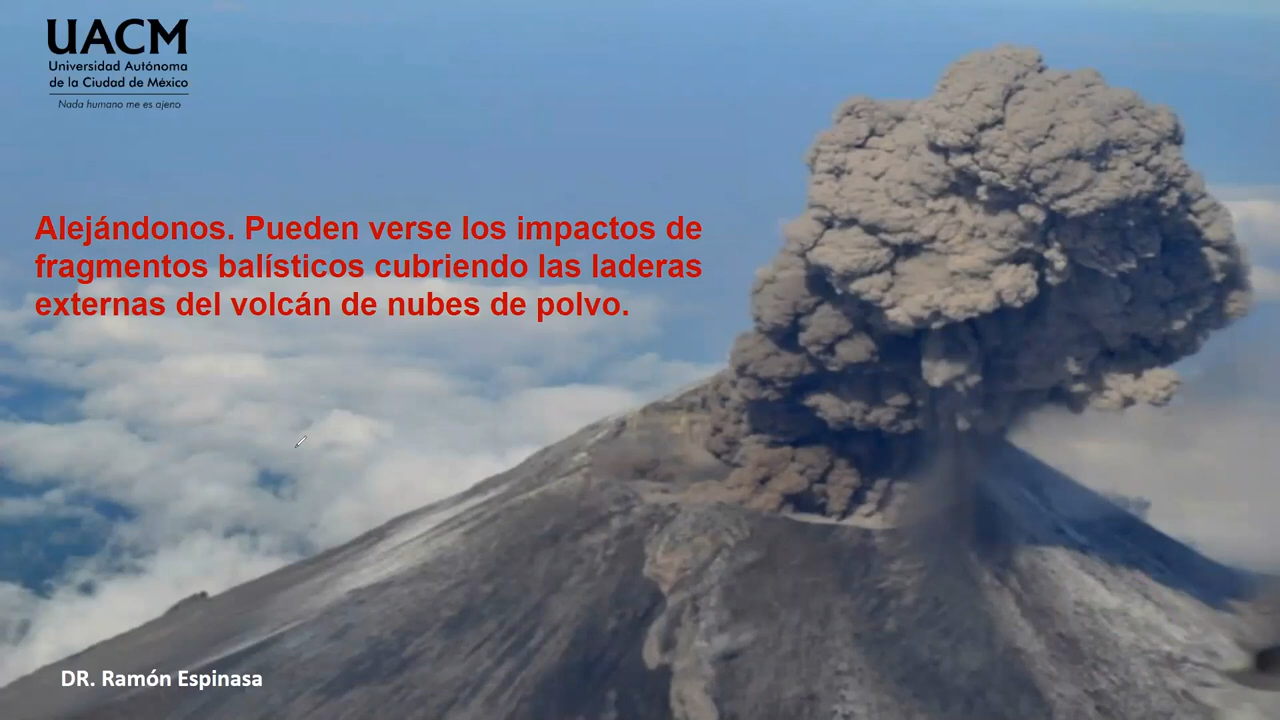 UACM
Universidad Autónoma
de la Ciudad de México
Nada humano me es ajeno
Alejándonos. Pueden verse los impactos de
fragmentos balísticos cubriendo las laderas
externas del volcán de nubes de polvo.
DR. Ramón Espinasa